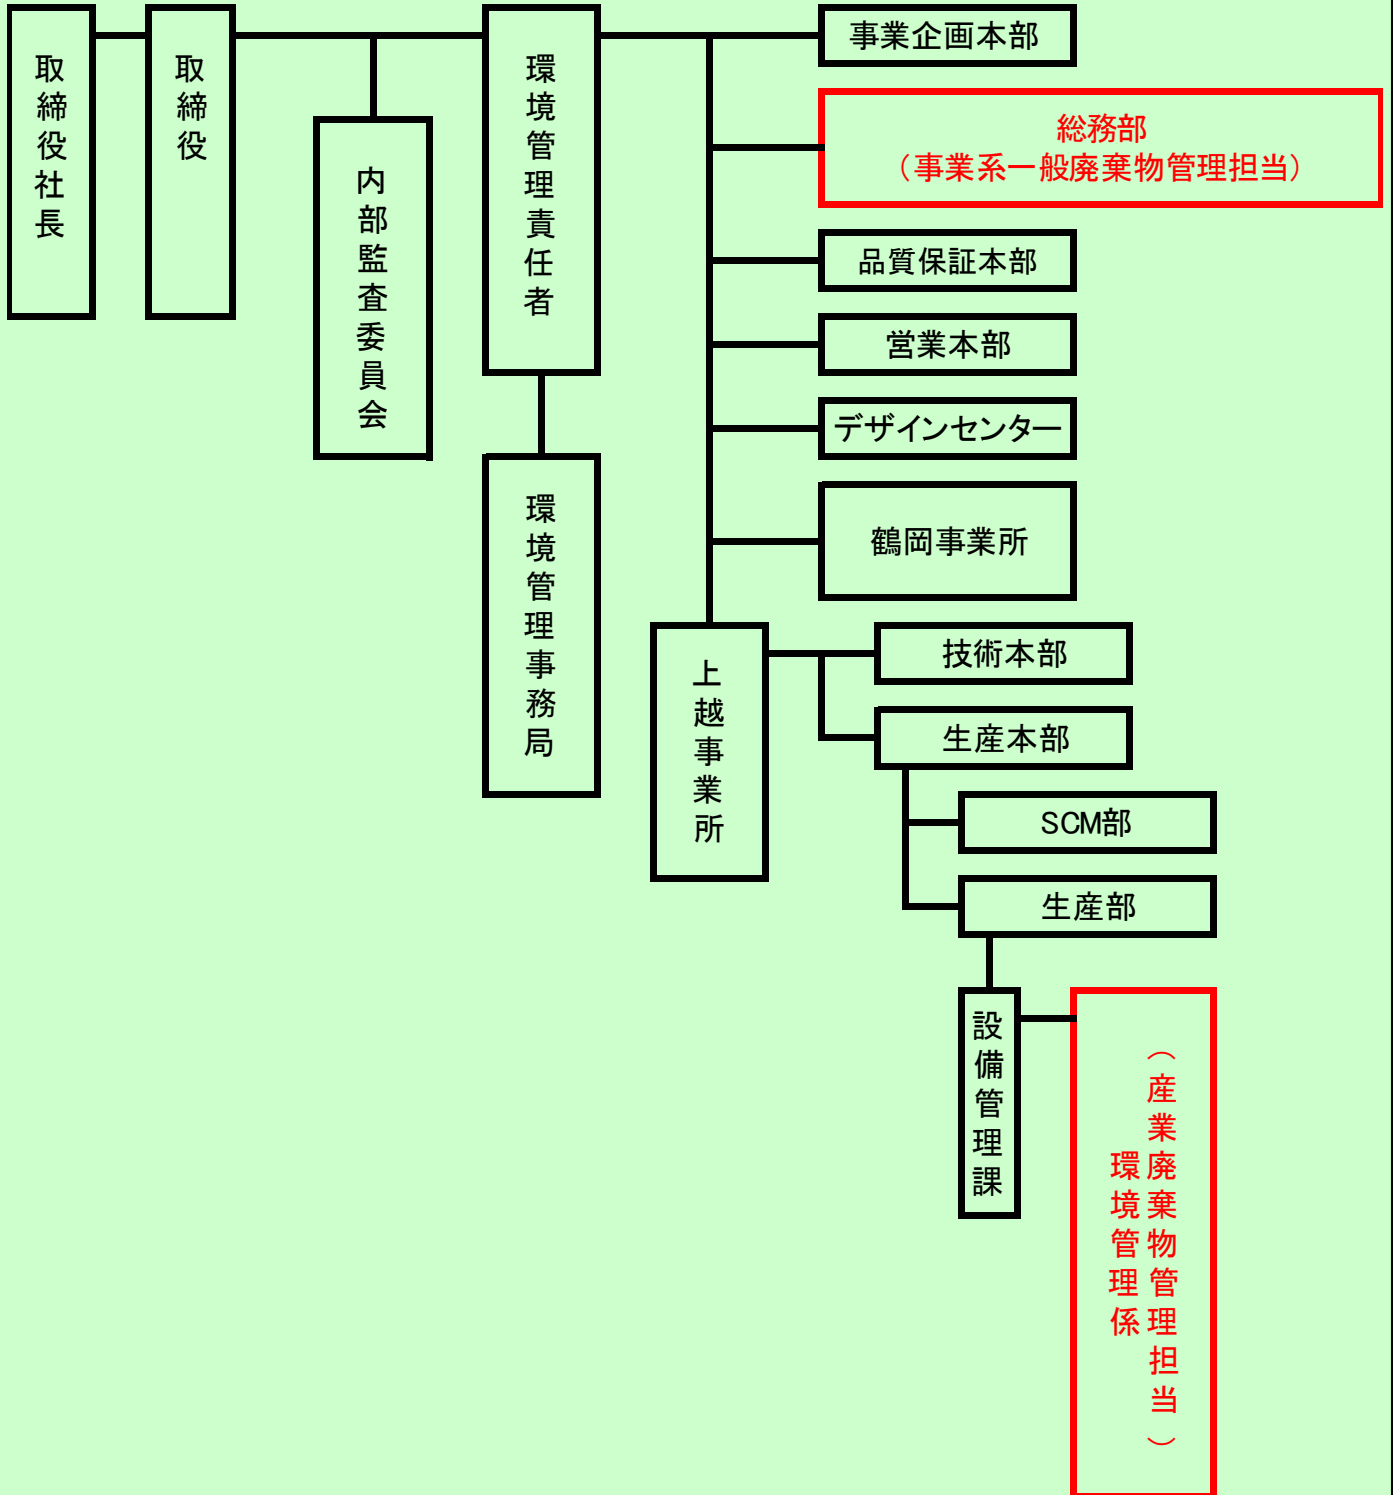 取締役社長
取締役
内部監査委員会
環境管理責任者
環境管理事務局
事業企画本部
総務部
（事業系一般廃棄物管理担当）
品質保証本部
営業本部
デザインセンター
鶴岡事業所
上越事業所
技術本部
生産本部
SCM部
生産部
設備管理課
（産業廃棄物管理担当）
環境管理係